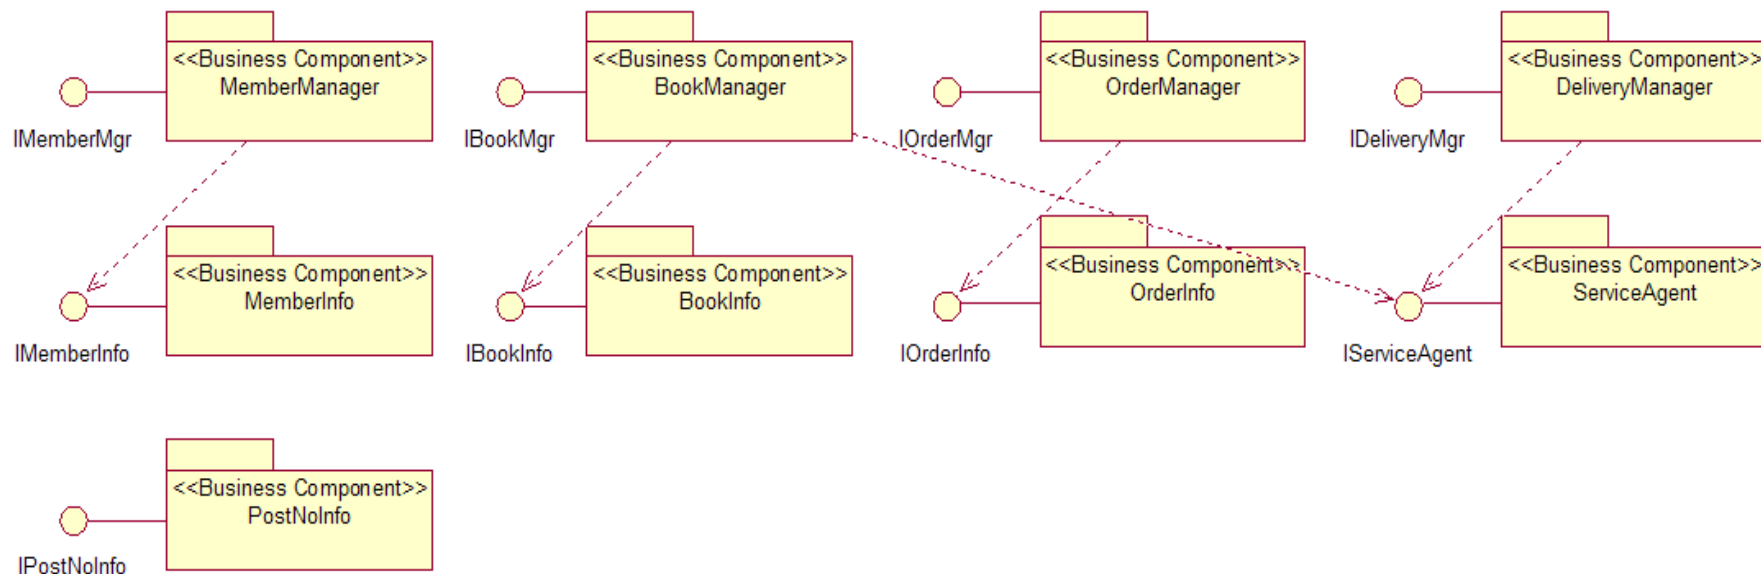 <<Business Component>>
MemberManager
IMemberMgr
<<Business Component>>
BookManager
IBookMgr
<<Business Component>>
OrderManager
IOrderMgr
<<Business Component>>
DeliveryManager
IDeliveryMgr
<<Business Component>>
MemberInfo
IMemberInfo
<<Business Component>>
BookInfo
IBookInfo
<<Business Component>>
OrderInfo
IOrderInfo
<<Business Component>>
ServiceAgent
IServiceAgent
<<Business Component>>
PostNoInfo
IPostNoInfo